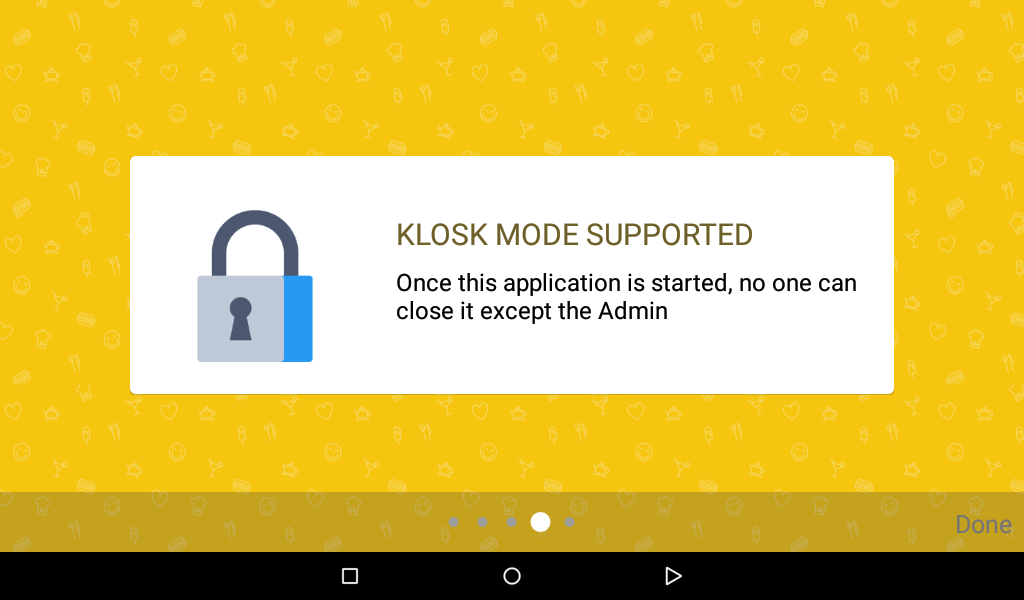 KLOSK MODE SUPPORTED
Once this application is started, no one can
close it except the Admin
Done